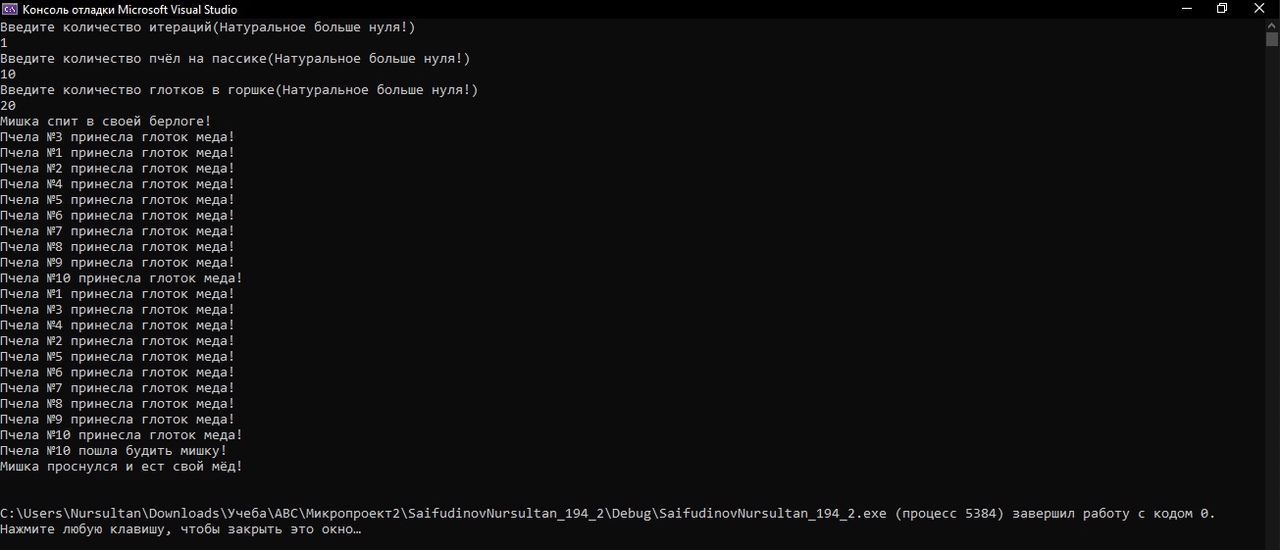 Консоль отладки Microsoft Visual Studio
Введите количество итераций(Натуральное больше нуля!)
1
Введите количество пчёл на пассике(Натуральное больше нуля!)
10
Введите количество глотков в горшке(Натуральное больше нуля!)
20
Мишка спит в своей берлоге!
Пчела №3 принесла глоток меда!
Пчела №1 принесла глоток меда!
Пчела №2 принесла глоток меда!
Пчела №4 принесла глоток меда!
Пчела №5 принесла глоток меда!
Пчела №6 принесла глоток меда!
Пчела №7 принесла глоток меда!
Пчела №8 принесла глоток меда!
Пчела №9 принесла глоток меда!
Пчела №10 принесла глоток меда!
Пчела №1 принесла глоток меда!
Пчела №3 принесла глоток меда!
Пчела №4 принесла глоток меда!
Пчела №2 принесла глоток меда!
Пчела №5 принесла глоток меда!
Пчела №6 принесла глоток меда!
Пчела №7 принесла глоток меда!
Пчела №8 принесла глоток меда!
Пчела №9 принесла глоток меда!
Пчела №10 принесла глоток меда!
Пчела №10 пошла будить мишку!
Мишка проснулся и ест свой мёд!
C:\Users\Nursultan\Downloads\Учеба\АВС\Микропроект2\SaifudinovNursultan_194_2\Debug\SaifudinovNursultan_194_2.exe (процесс 5384) завершил работу с кодом 0.
Нажмите любую клавишу, чтобы закрыть это окно…